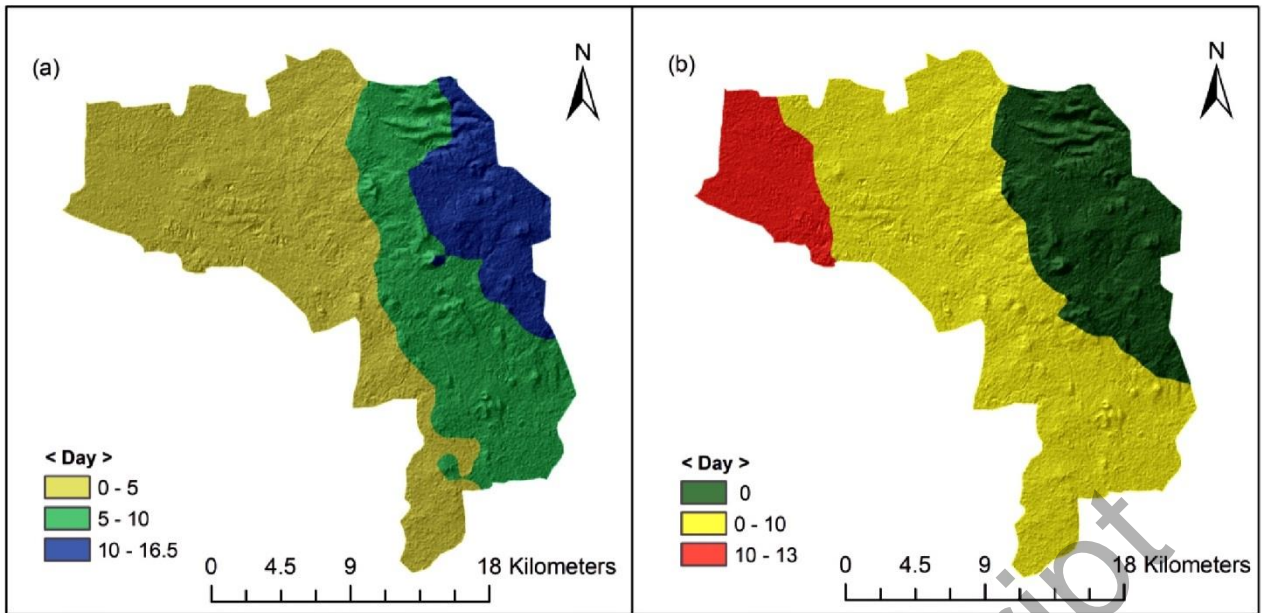 (a)
N
< Day >
0 - 5
5 - 10
10 - 16.5
0 4.5 9 18 Kilometers
(b)
N
< Day >
0
0 - 10
10 - 13
0 4.5 9 18 Kilometers